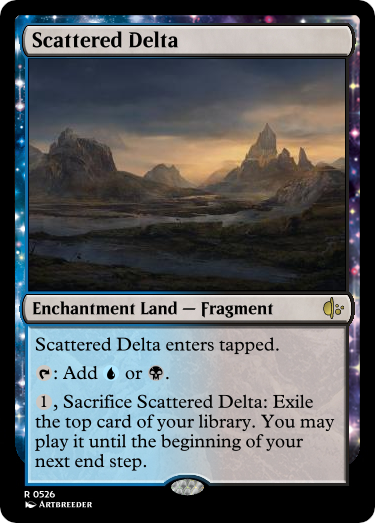 Scattered Delta
Enchantment Land — Fragment
Scattered Delta enters tapped.
: Add or .
1, Sacrifice Scattered Delta: Exile
the top card of your library. You may
play it until the beginning of your
next end step.
R 0526
Artbreeder